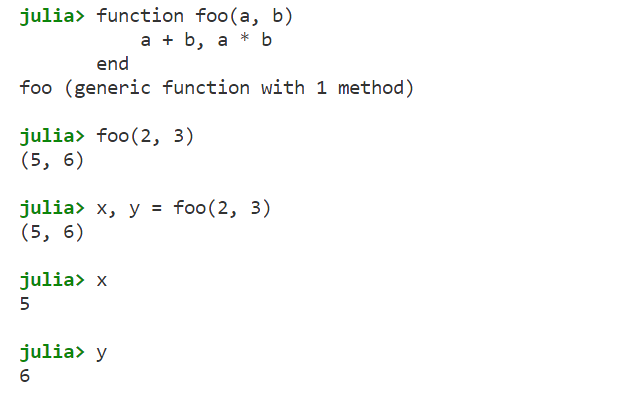 julia> function foo(a, b)
           a + b, a * b
       end
foo (generic function with 1 method)

julia> foo(2, 3)
(5, 6)

julia> x, y = foo(2, 3)
(5, 6)

julia> x
5

julia> y
6